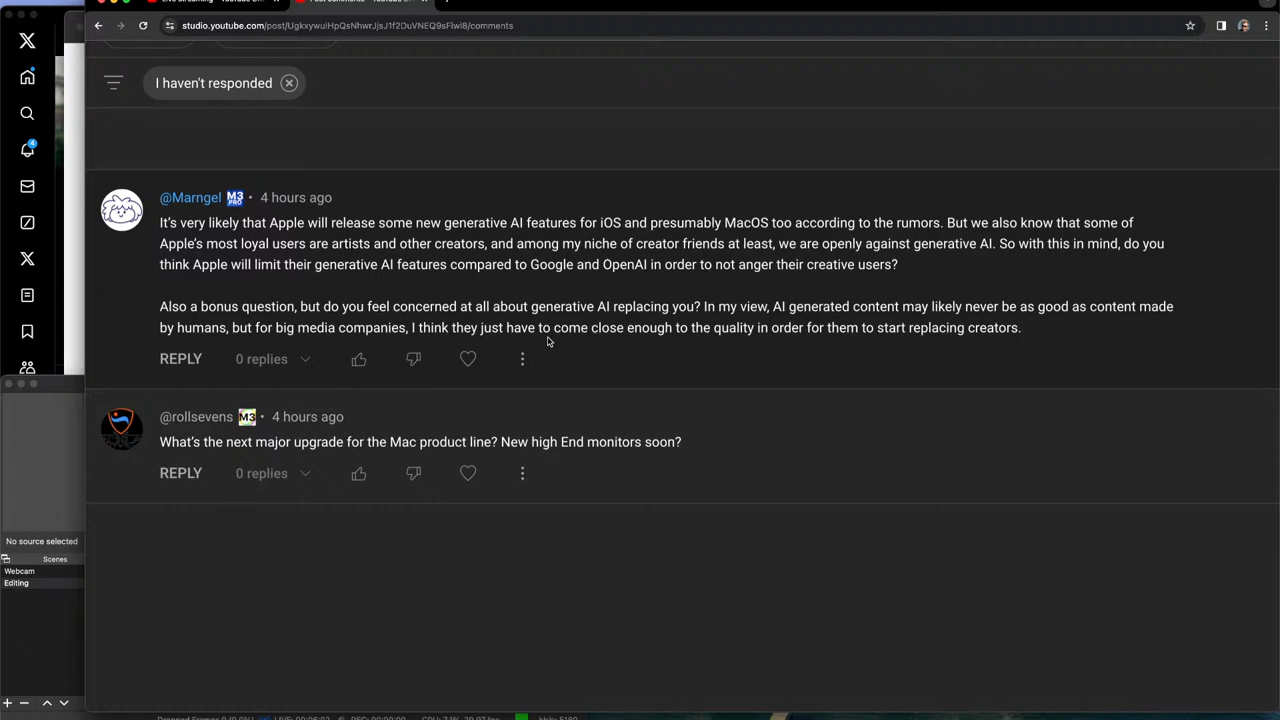 studio.youtube.com/post/UgkxywuIHpQsNhwrJjsJ1f2DuVNEQ9sFlwi8/comments
I haven't responded
4
@Marngel M3 PRO • 4 hours ago
It's very likely that Apple will release some new generative AI features for iOS and presumably MacOS too according to the rumors. But we also know that some of
Apple's most loyal users are artists and other creators, and among my niche of creator friends at least, we are openly against generative AI. So with this in mind, do you
think Apple will limit their generative AI features compared to Google and OpenAI in order to not anger their creative users?
Also a bonus question, but do you feel concerned at all about generative AI replacing you? In my view, AI generated content may likely never be as good as content made
by humans, but for big media companies, I think they just have to come close enough to the quality in order for them to start replacing creators.
REPLY 0 replies
@rollsevens M3 • 4 hours ago
What's the next major upgrade for the Mac product line? New high End monitors soon?
REPLY 0 replies
No source selected
Scenes
Webcam
Editing